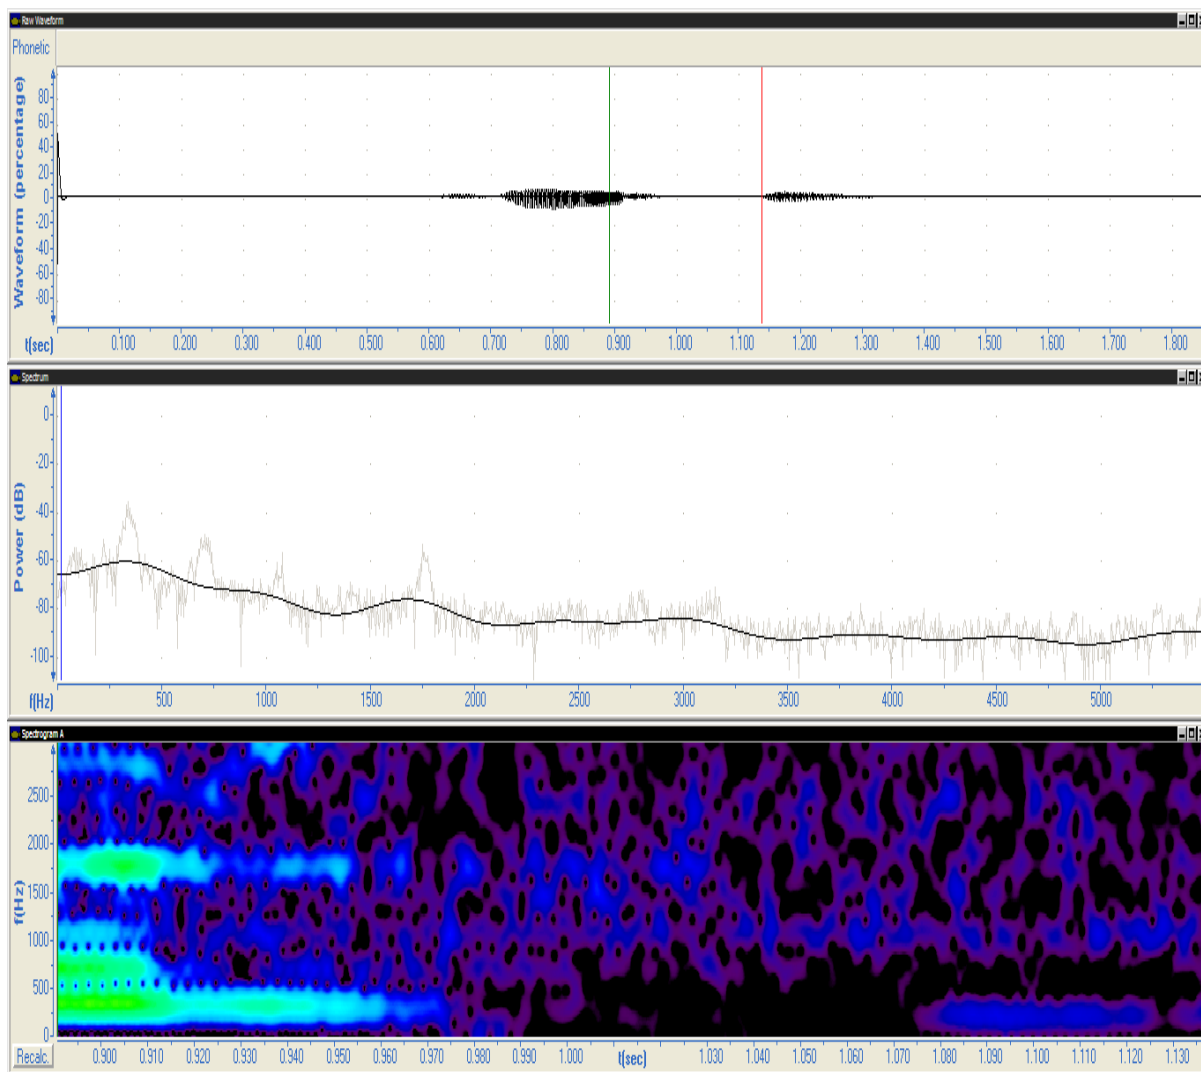 Raw Waveform
Phonetic
Waveform (percentage)
80
60
40
20
0
-20
-40
-60
-80
t(sec) 0.100 0.200 0.300 0.400 0.500 0.600 0.700 0.800 0.900 1.000 1.100 1.200 1.300 1.400 1.500 1.600 1.700 1.800
Spectrum
Power (dB)
0
-20
-40
-60
-80
-100
f(Hz) 500 1000 1500 2000 2500 3000 3500 4000 4500 5000
Spectrogram A
f(Hz)
2500
2000
1500
1000
500
0
Recalc. 0.900 0.910 0.920 0.930 0.940 0.950 0.960 0.970 0.980 0.990 1.000 t(sec) 1.030 1.040 1.050 1.060 1.070 1.080 1.090 1.100 1.110 1.120 1.130